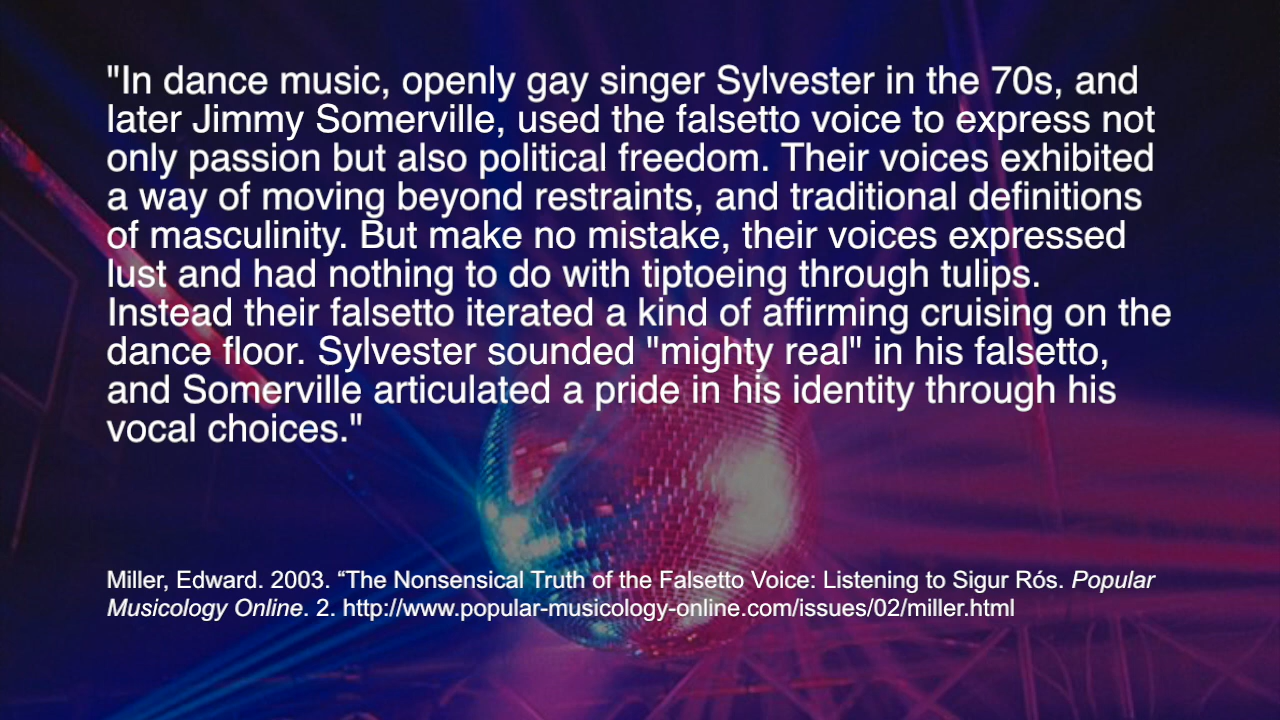 "In dance music, openly gay singer Sylvester in the 70s, and
later Jimmy Somerville, used the falsetto voice to express not
only passion but also political freedom. Their voices exhibited
a way of moving beyond restraints, and traditional definitions
of masculinity. But make no mistake, their voices expressed
lust and had nothing to do with tiptoeing through tulips.
Instead their falsetto iterated a kind of affirming cruising on the
dance floor. Sylvester sounded "mighty real" in his falsetto,
and Somerville articulated a pride in his identity through his
vocal choices."
Miller, Edward. 2003. “The Nonsensical Truth of the Falsetto Voice: Listening to Sigur Rós. Popular
Musicology Online. 2. http://www.popular-musicology-online.com/issues/02/miller.html